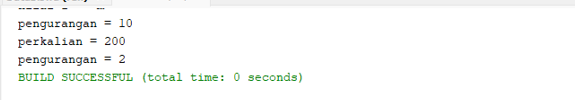 pengurangan = 10
perkalian = 200
pengurangan = 2
BUILD SUCCESSFUL (total time: 0 seconds)